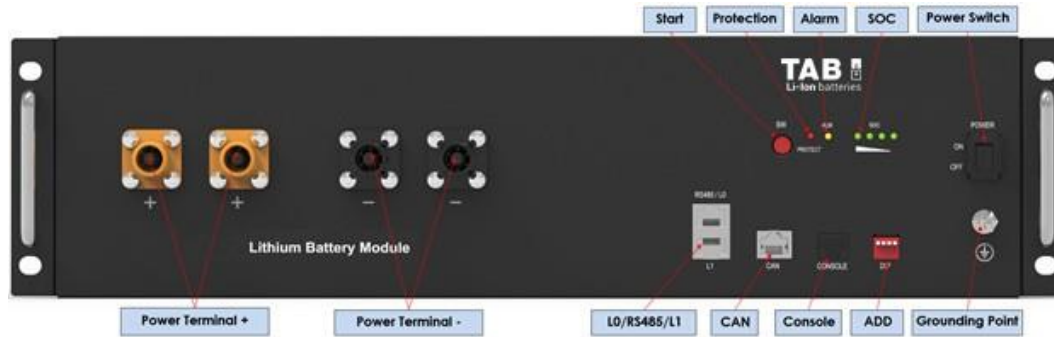 Start
Protection
Alarm
SOC
Power Switch
TAB
Li-Ion batteries
SW
ALM
SOC
POWER
PROTECT
ON
OFF
+
+
−
−
RS485 / L0
Lithium Battery Module
L1
CAN
CONSOLE
Power Terminal +
Power Terminal -
L0/RS485/L1
CAN
Console
ADD
Grounding Point